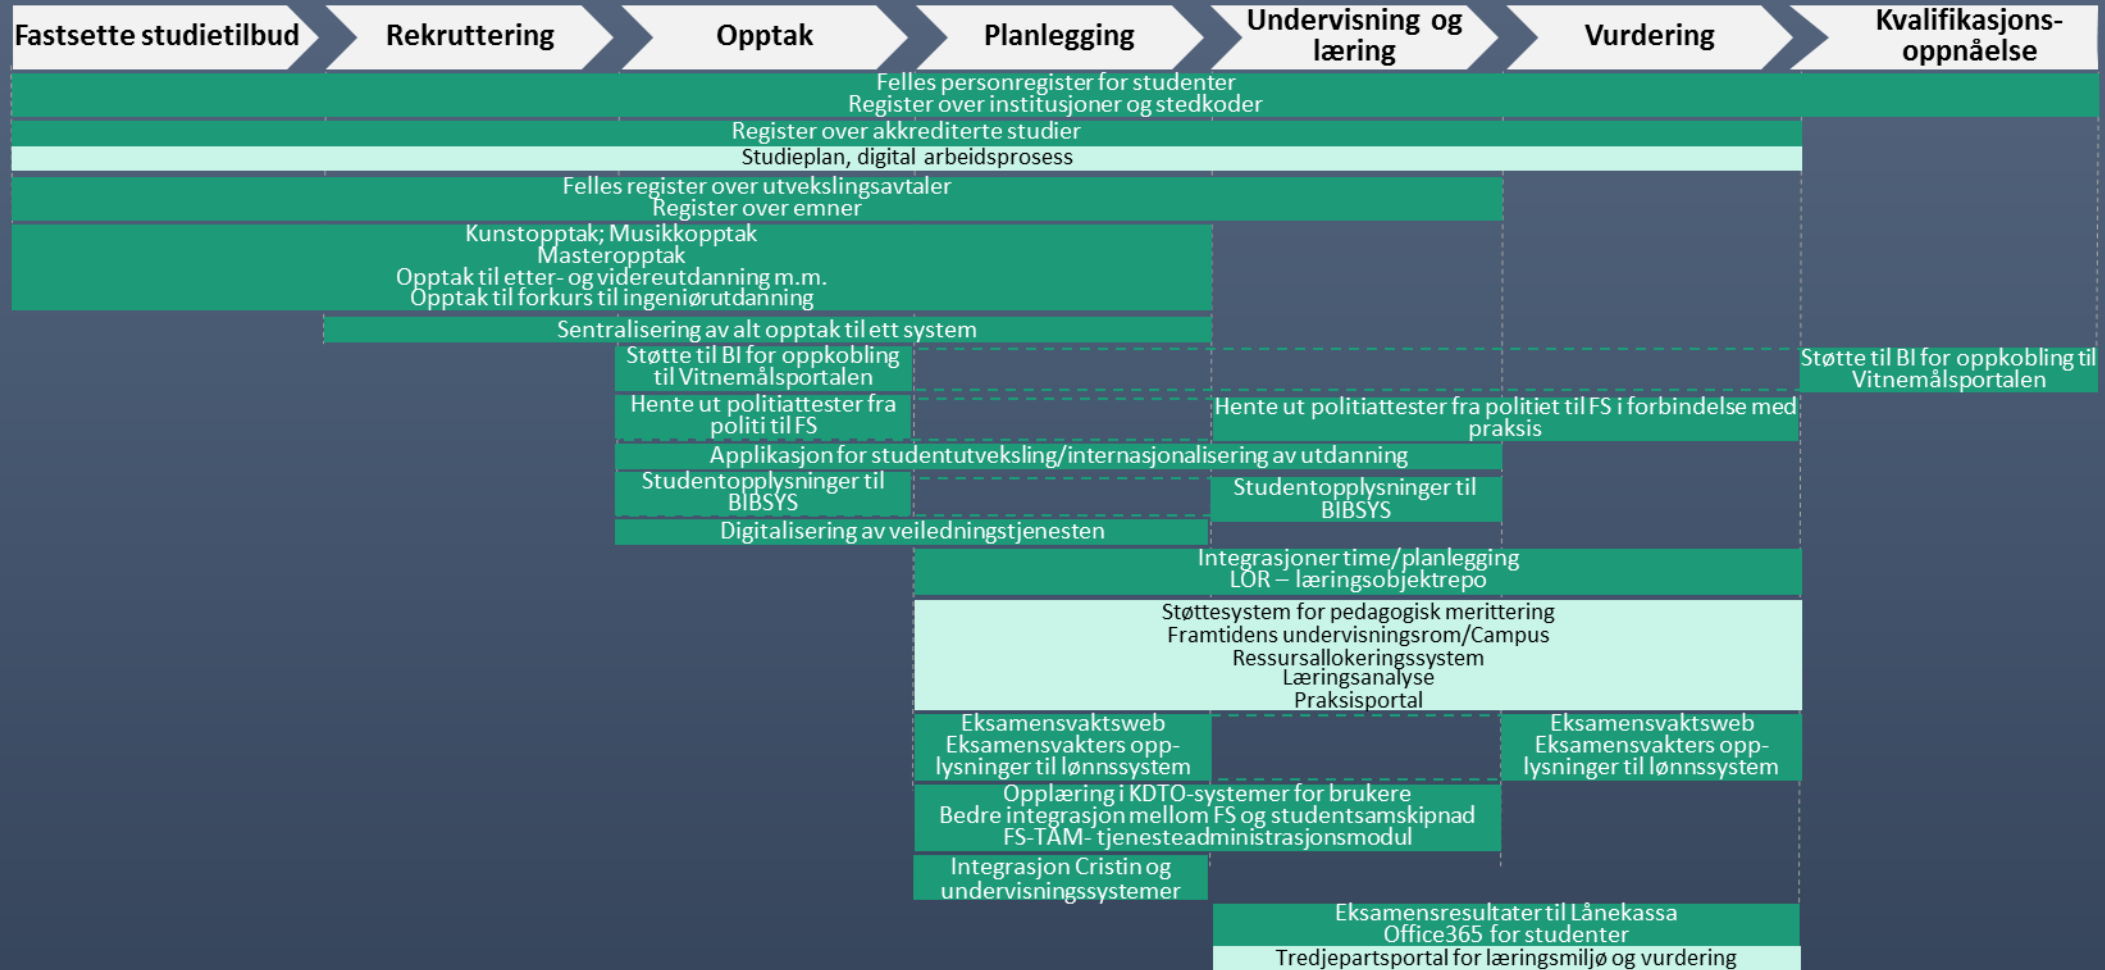 Fastsette studietilbud
Rekruttering
Opptak
Planlegging
Undervisning og
læring
Vurdering
Kvalifikasjons-
oppnåelse
Felles personregister for studenter
Register over institusjoner og stedkoder
Register over akkrediterte studier
Studieplan, digital arbeidsprosess
Felles register over utvekslingsavtaler
Register over emner
Kunstopptak; Musikkopptak
Masteropptak
Opptak til etter- og videreutdanning m.m.
Opptak til forkurs til ingeniørutdanning
Sentralisering av alt opptak til ett system
Støtte til BI for oppkobling
til Vitnemålsportalen
Støtte til BI for oppkobling til
Vitnemålsportalen
Hente ut politiattester fra
politi til FS
Hente ut politiattester fra politiet til FS i forbindelse med
praksis
Applikasjon for studentutveksling/internasjonalisering av utdanning
Studentopplysninger til
BIBSYS
Studentopplysninger til
BIBSYS
Digitalisering av veiledningstjenesten
Integrasjoner time/planlegging
LOR – læringsobjektrepo
Støttesystem for pedagogisk merittering
Framtidens undervisningsrom/Campus
Ressursallokeringssystem
Læringsanalyse
Praksisportal
Eksamensvaktsweb
Eksamensvakters opp-
lysninger til lønnssystem
Eksamensvaktsweb
Eksamensvakters opp-
lysninger til lønnssystem
Opplæring i KDTO-systemer for brukere
Bedre integrasjon mellom FS og studentsamskipnad
FS-TAM- tjenesteadministrasjonsmodul
Integrasjon Cristin og
undervisningssystemer
Eksamensresultater til Lånekassa
Office365 for studenter
Tredjepartsportal for læringsmiljø og vurdering